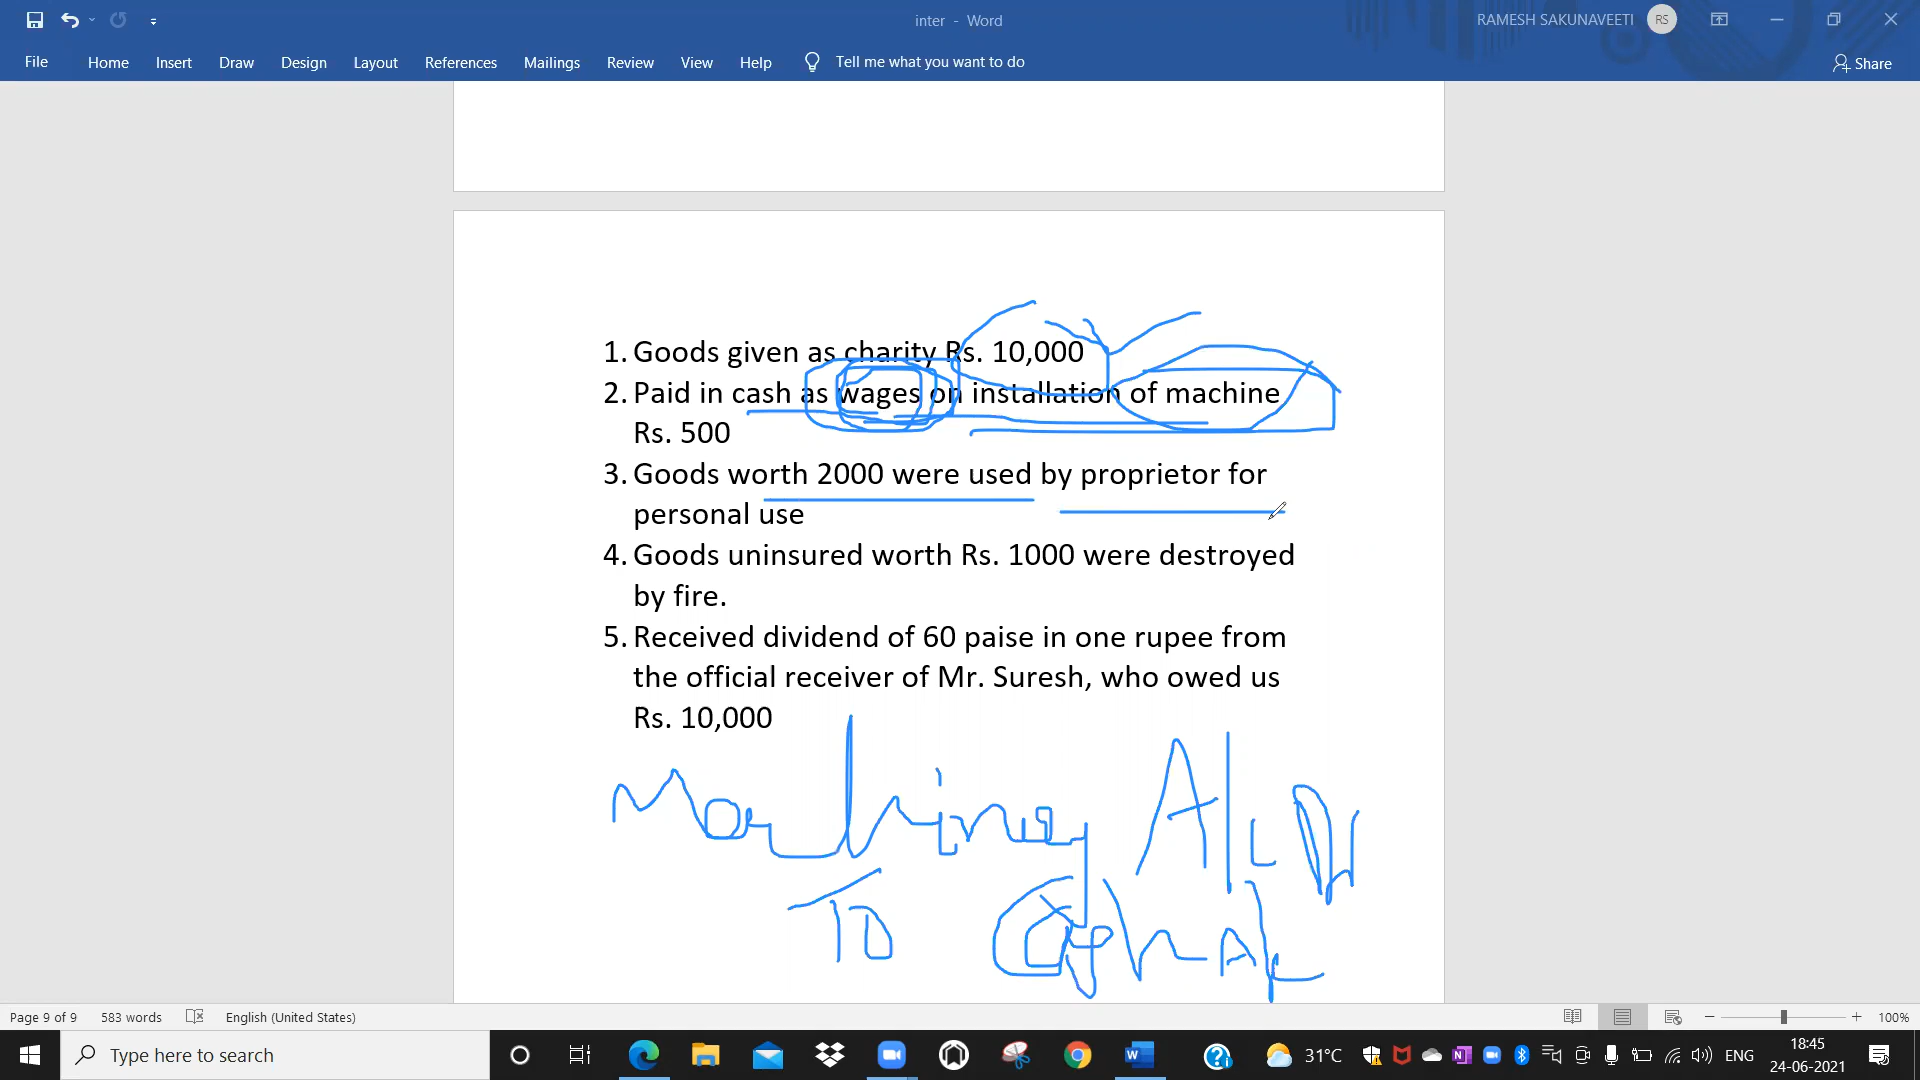 inter - Word
RAMESH SAKUNAVEETI RS
File Home Insert Draw Design Layout References Mailings Review View Help Tell me what you want to do Share
1. Goods given as charity Rs. 10,000
2. Paid in cash as wages on installation of machine
Rs. 500
3. Goods worth 2000 were used by proprietor for
personal use
4. Goods uninsured worth Rs. 1000 were destroyed
by fire.
5. Received dividend of 60 paise in one rupee from
the official receiver of Mr. Suresh, who owed us
Rs. 10,000
A/c Dr
To
Page 9 of 9 583 words English (United States) 100%
Type here to search 31°C ENG 18:45
24-06-2021